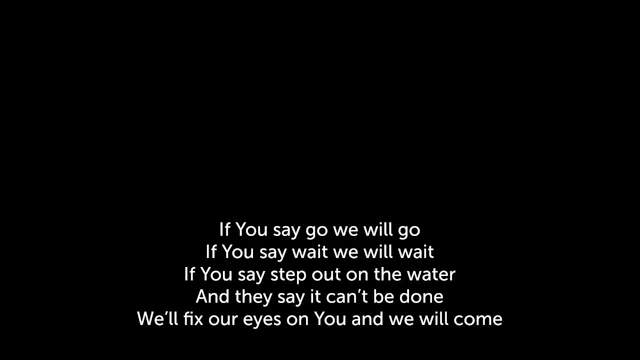 If You say go we will go
If You say wait we will wait
If You say step out on the water
And they say it can’t be done
We’ll fix our eyes on You and we will come